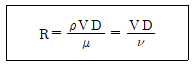 R = ρVD/μ = VD/ν